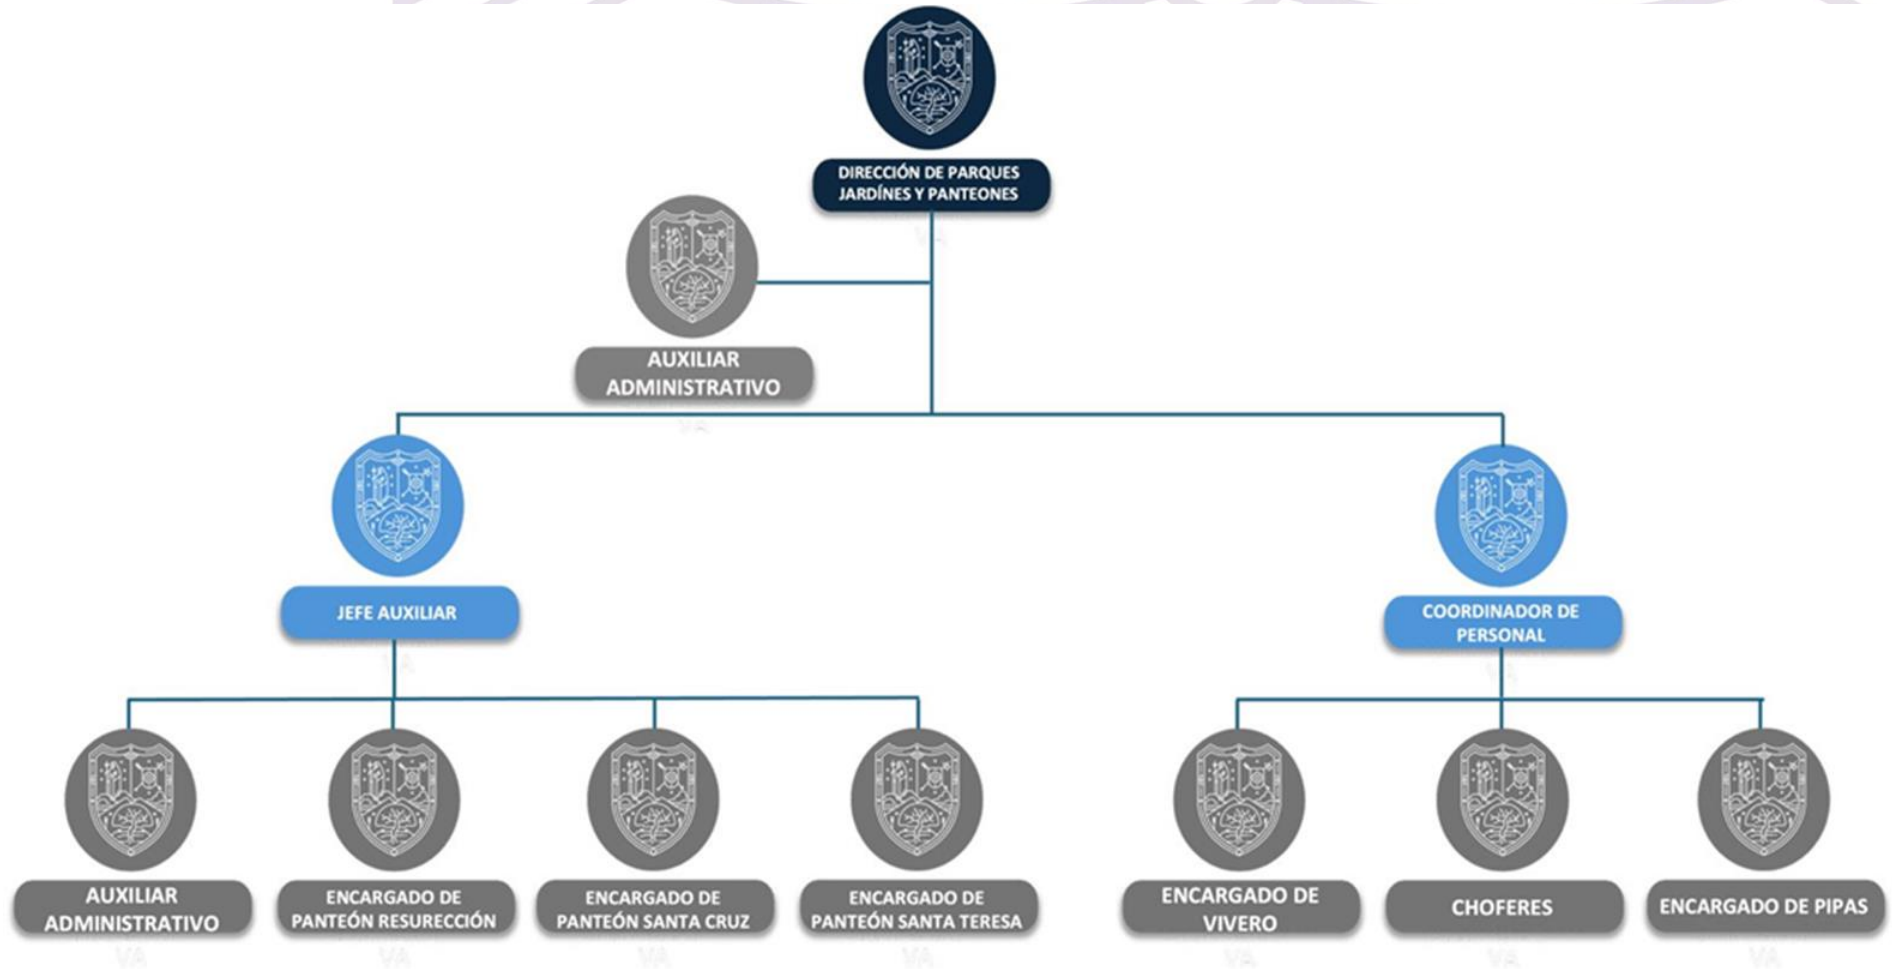 DIRECCIÓN DE PARQUES
JARDÍNES Y PANTEONES
AUXILIAR
ADMINISTRATIVO
JEFE AUXILIAR
COORDINADOR DE
PERSONAL
AUXILIAR
ADMINISTRATIVO
ENCARGADO DE
PANTEÓN RESURECCIÓN
ENCARGADO DE
PANTEÓN SANTA CRUZ
ENCARGADO DE
PANTEÓN SANTA TERESA
ENCARGADO DE
VIVERO
CHOFERES
ENCARGADO DE PIPAS